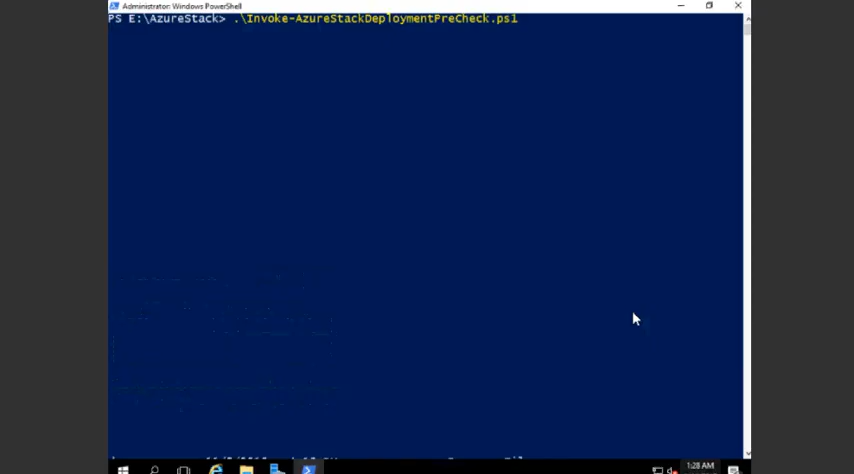 Administrator: Windows PowerShell
PS E:\AzureStack> .\Invoke-AzureStackDeploymentPreCheck.ps1
1:28 AM